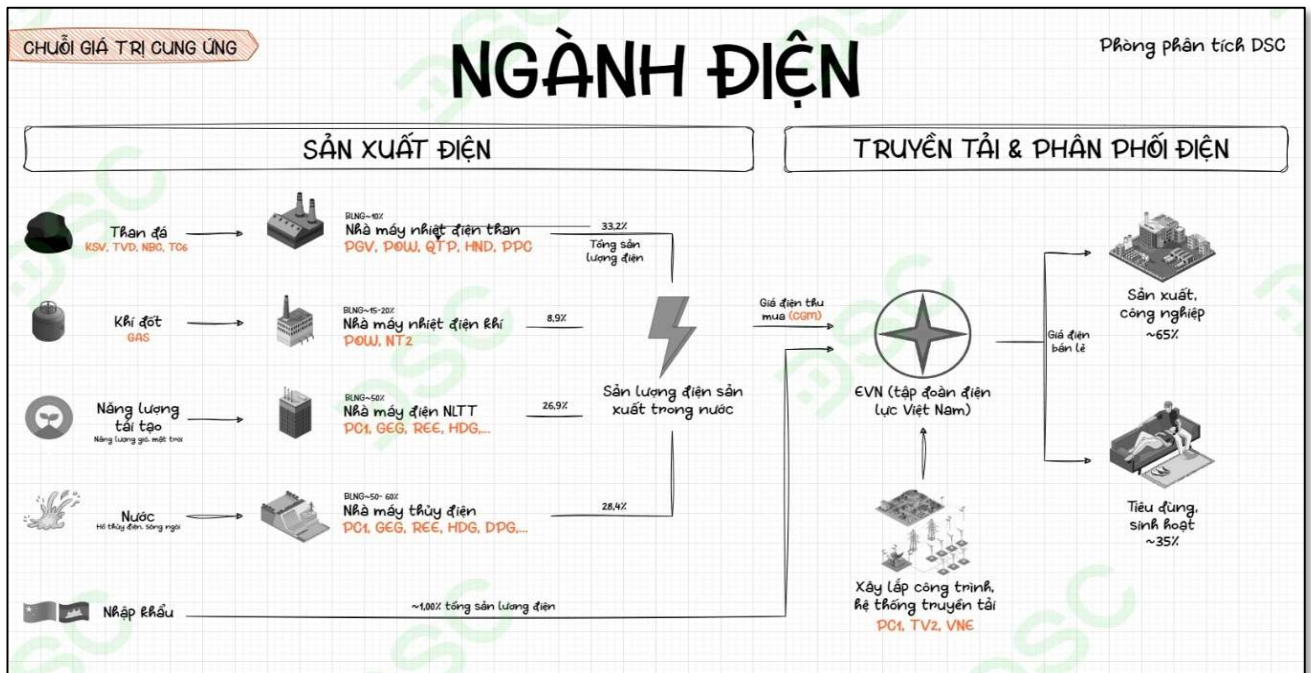 CHUỖI GIÁ TRỊ CUNG ỨNG
NGÀNH ĐIỆN
Phòng phân tích DSC
SẢN XUẤT ĐIỆN
TRUYỀN TẢI & PHÂN PHỐI ĐIỆN
Than đá
KSV, TVD, NBC, TC6
BLNG~10%
Nhà máy nhiệt điện than
PGV, POW, QTP, HND, PPC
33,2%
Tổng sản
lượng điện
Khí đốt
GAS
BLNG~15-20%
Nhà máy nhiệt điện khí
POW, NT2
8,9%
Năng lượng
tái tạo
Năng lượng gió, mặt trời
BLNG~50%
Nhà máy điện NLTT
PC1, GEG, REE, HDG,...
26,9%
Nước
Hồ thủy điện, sông ngòi
BLNG~50- 60%
Nhà máy thủy điện
PC1, GEG, REE, HDG, DPG,...
28,4%
Nhập khẩu
~1,00% tổng sản lượng điện
Sản lượng điện sản
xuất trong nước
Giá điện thu
mua (CGM)
EVN (tập đoàn điện
lực Việt Nam)
Xây lắp công trình,
hệ thống truyền tải
PC1, TV2, VNE
Giá điện
bán lẻ
Sản xuất,
công nghiệp
~65%
Tiêu dùng,
sinh hoạt
~35%
DSC
DSC
DSC
DSC
DSC
DSC